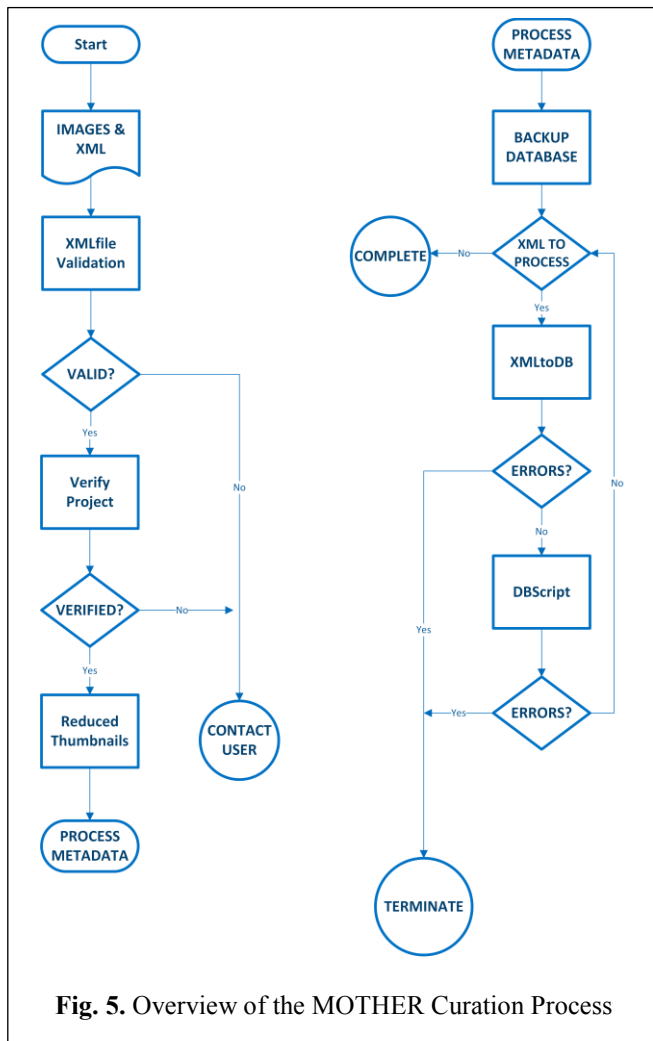 Start
IMAGES &
XML
XMLfile
Validation
VALID?
Yes
No
Verify
Project
VERIFIED?
No
Yes
Reduced
Thumbnails
CONTACT
USER
PROCESS
METADATA
PROCESS
METADATA
BACKUP
DATABASE
XML TO
PROCESS
No
COMPLETE
Yes
XMLtoDB
ERRORS?
No
No
DBScript
Yes
ERRORS?
Yes
TERMINATE
Fig. 5. Overview of the MOTHER Curation Process